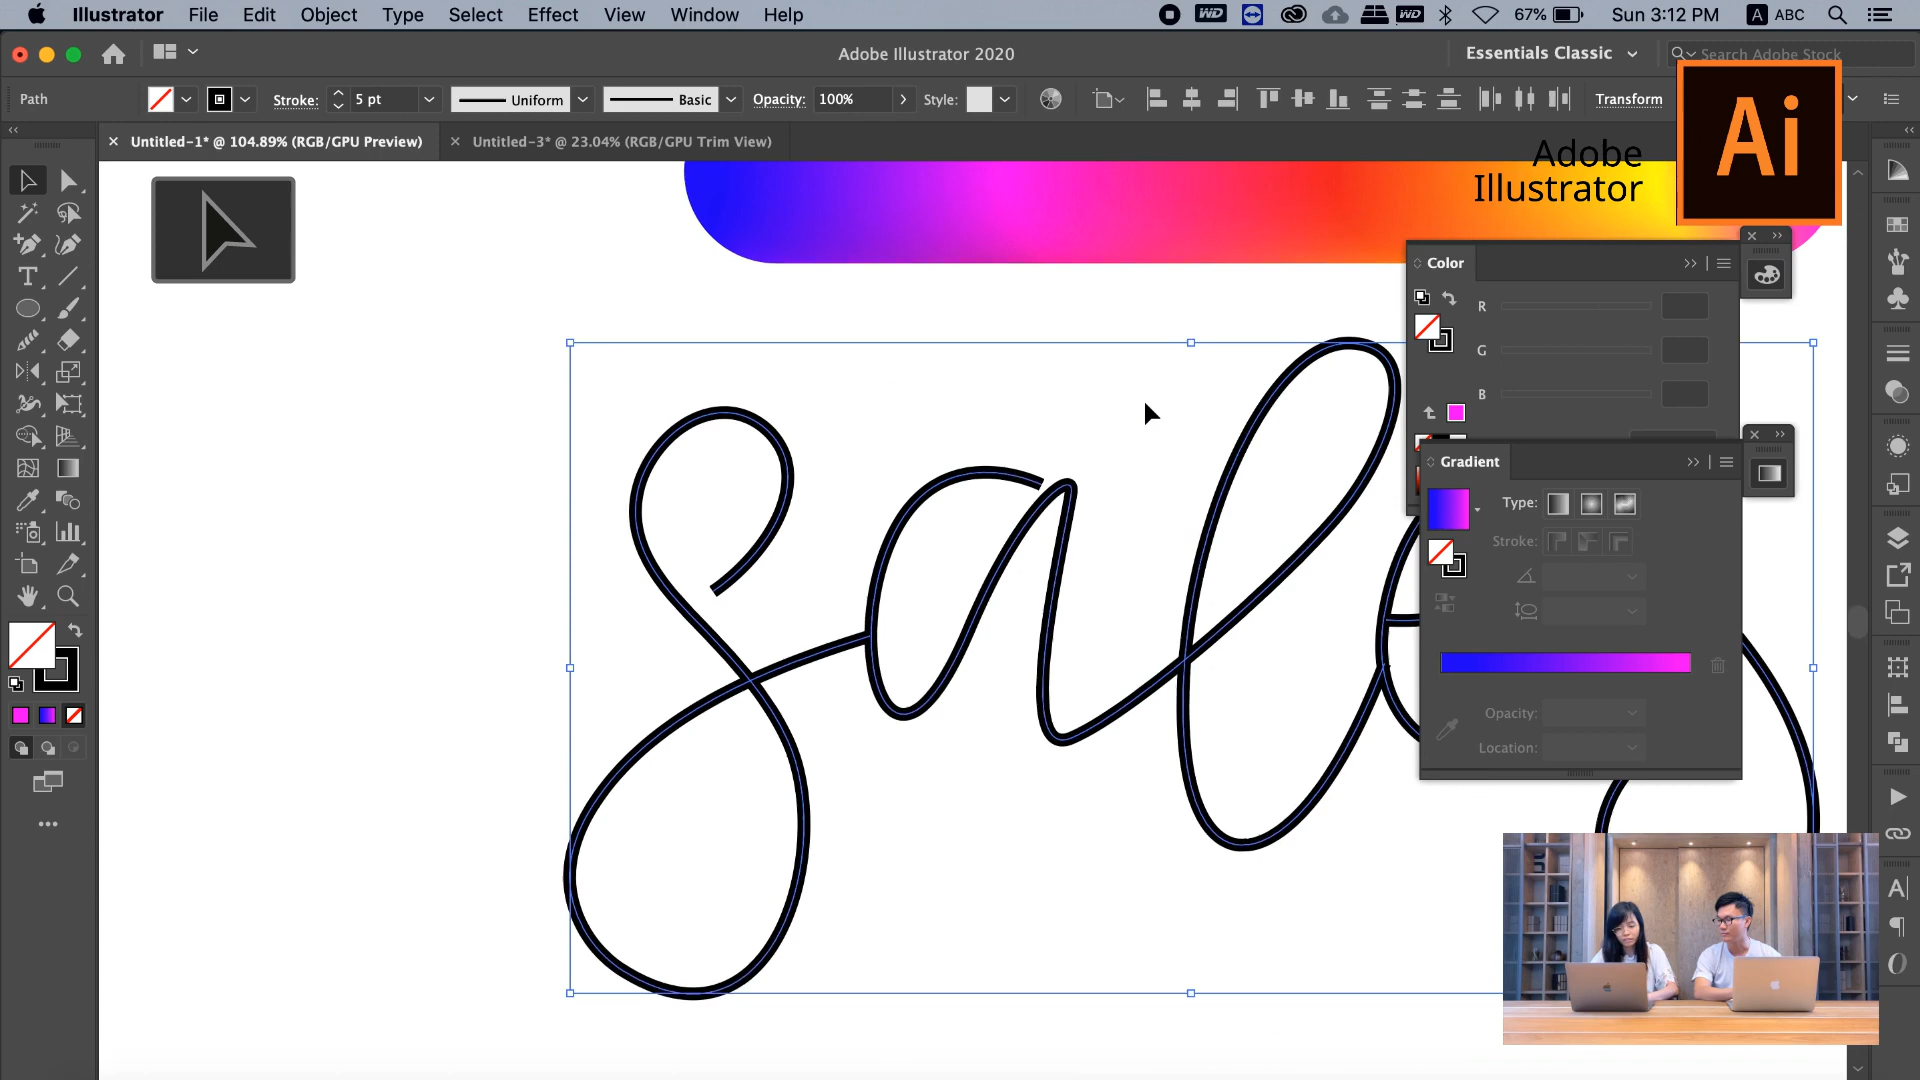 Illustrator File Edit Object Type Select Effect View Window Help WD WD 67% Sun 3:12 PM A ABC
Adobe Illustrator 2020 Essentials Classic Search Adobe Stock
Path Stroke: 5 pt Uniform Basic Opacity: 100% Style: Transform
Untitled-1* @ 104.89% (RGB/GPU Preview) Untitled-3* @ 23.04% (RGB/GPU Trim View)
Adobe
Illustrator
Ai
Color
R
G
B
Gradient
Type:
Stroke:
Opacity:
Location: